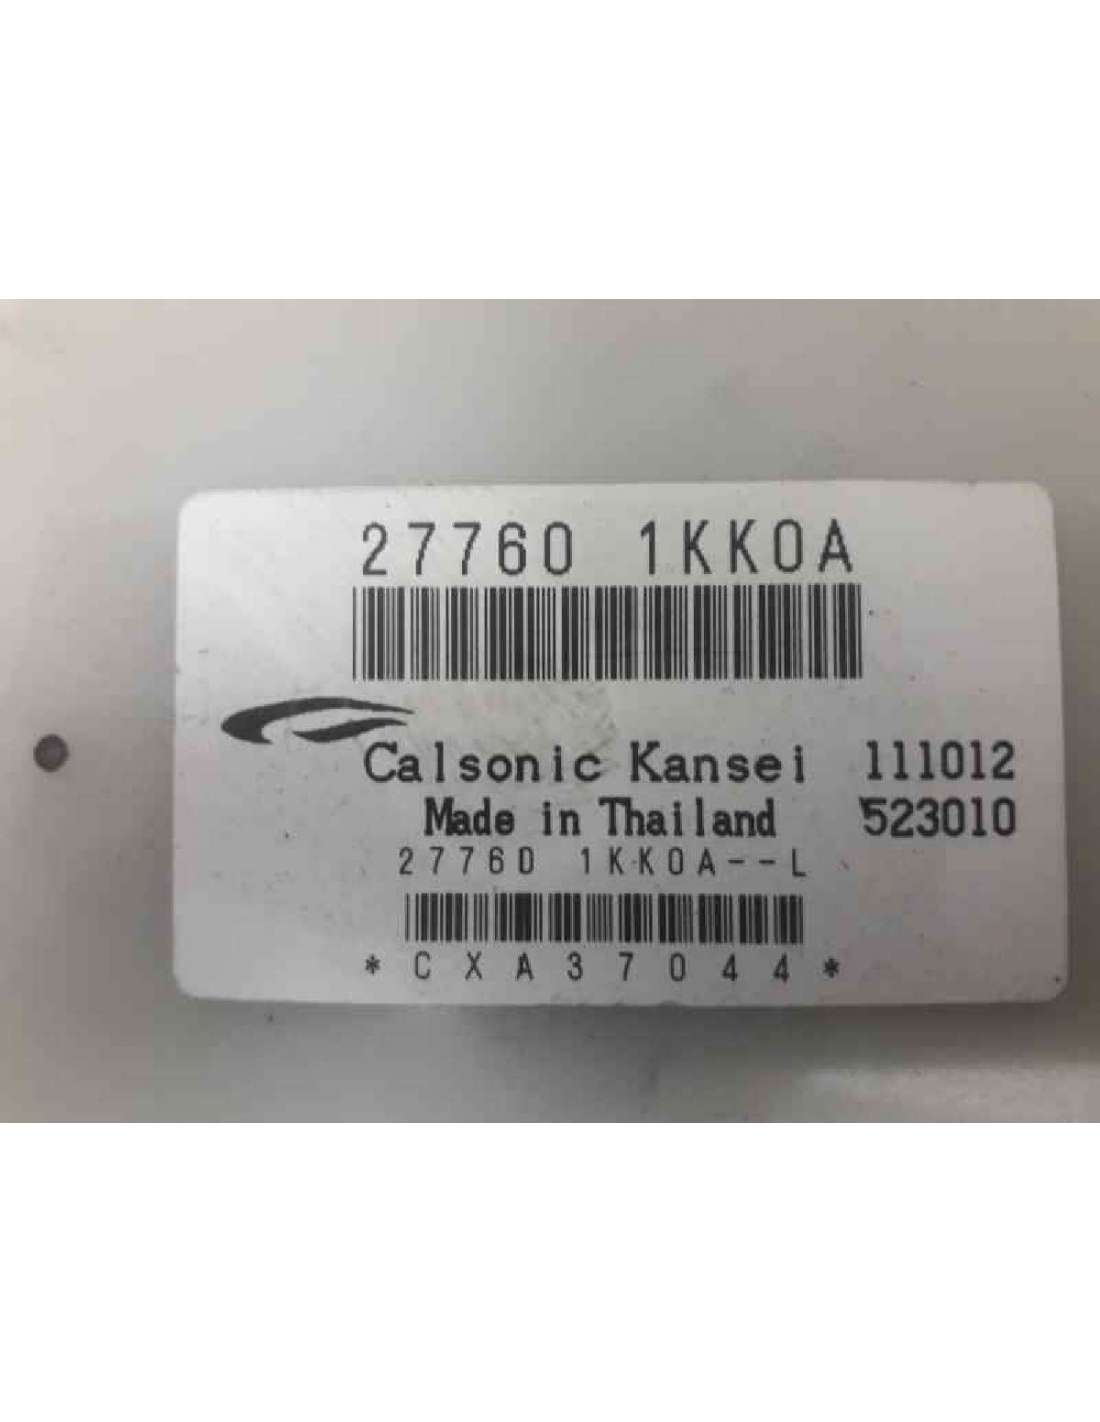 27760 1KK0A
Calsonic Kansei 111012
Made in Thailand 523010
27760 1KK0A--L
*CXA37044*